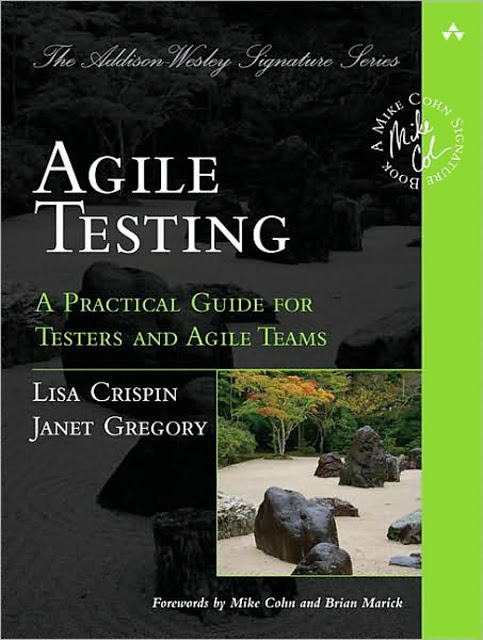 The Addison-Wesley Signature Series
A MIKE COHN SIGNATURE BOOK
Mike Coh
AGILE
TESTING
A PRACTICAL GUIDE FOR
TESTERS AND AGILE TEAMS
LISA CRISPIN
JANET GREGORY
Forewords by Mike Cohn and Brian Marick